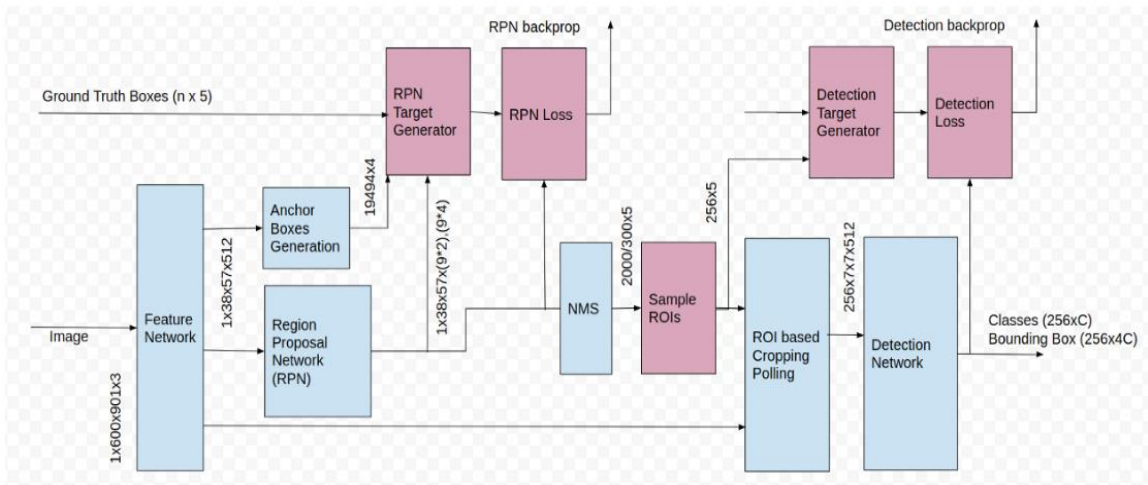 RPN backprop
Detection backprop
Ground Truth Boxes (n x 5)
RPN
Target
Generator
RPN Loss
Detection
Target
Generator
Detection
Loss
19494x4
256x5
Anchor
Boxes
Generation
1x38x57x512
1x38x57x(9*2),(9*4)
2000/300x5
256x7x7x512
Image
Feature
Network
Region
Proposal
Network
(RPN)
NMS
Sample
ROIs
ROI based
Cropping
Polling
Detection
Network
Classes (256xC)
Bounding Box (256x4C)
1x600x901x3